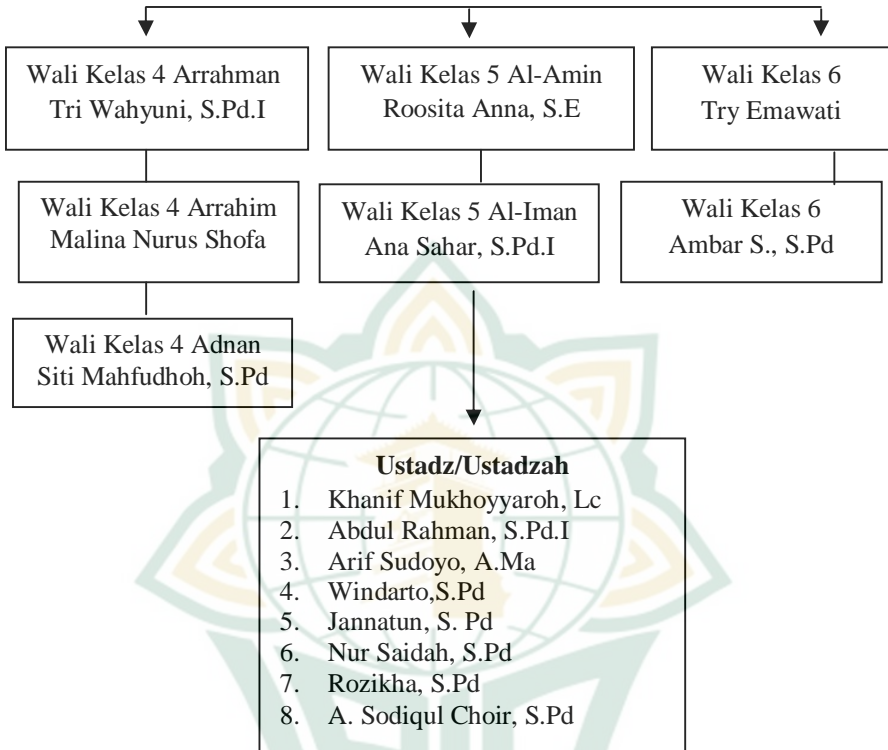 Wali Kelas 4 Arrahman
Tri Wahyuni, S.Pd.I
Wali Kelas 5 Al-Amin
Roosita Anna, S.E
Wali Kelas 6
Try Emawati
Wali Kelas 4 Arrahim
Malina Nurus Shofa
Wali Kelas 5 Al-Iman
Ana Sahar, S.Pd.I
Wali Kelas 6
Ambar S., S.Pd
Wali Kelas 4 Adnan
Siti Mahfudhoh, S.Pd
Ustadz/Ustadzah
1. Khanif Mukhoyyaroh, Lc
2. Abdul Rahman, S.Pd.I
3. Arif Sudoyo, A.Ma
4. Windarto,S.Pd
5. Jannatun, S. Pd
6. Nur Saidah, S.Pd
7. Rozikha, S.Pd
8. A. Sodiqul Choir, S.Pd